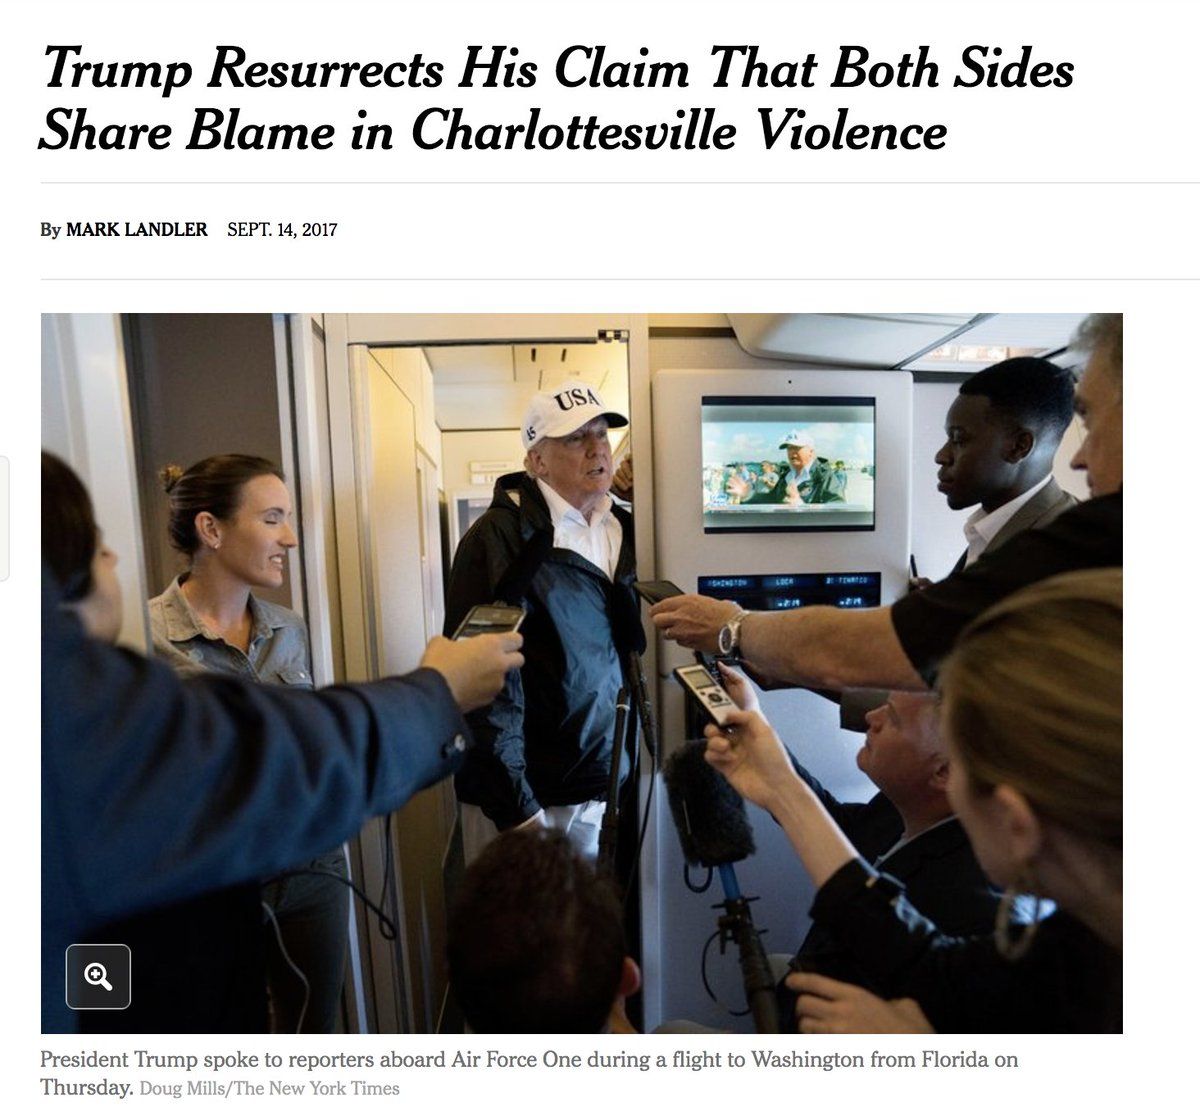 Trump Resurrects His Claim That Both Sides
Share Blame in Charlottesville Violence
By MARK LANDLER SEPT. 14, 2017
USA
45
President Trump spoke to reporters aboard Air Force One during a flight to Washington from Florida on
Thursday. Doug Mills/The New York Times